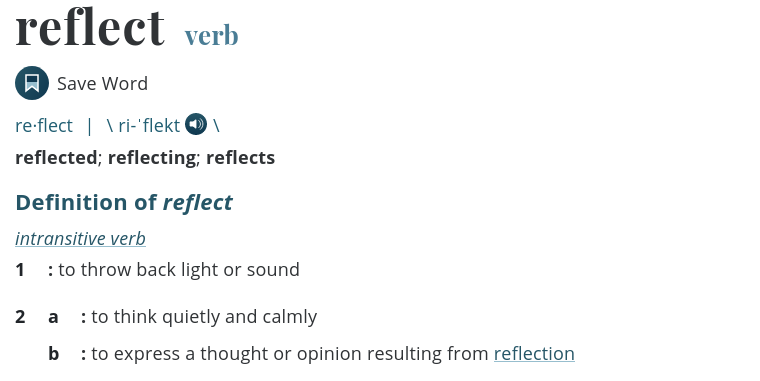 reflect verb
Save Word
re·flect | \ ri-ˈflekt \
reflected; reflecting; reflects
Definition of reflect
intransitive verb
1 : to throw back light or sound
2 a : to think quietly and calmly
b : to express a thought or opinion resulting from reflection